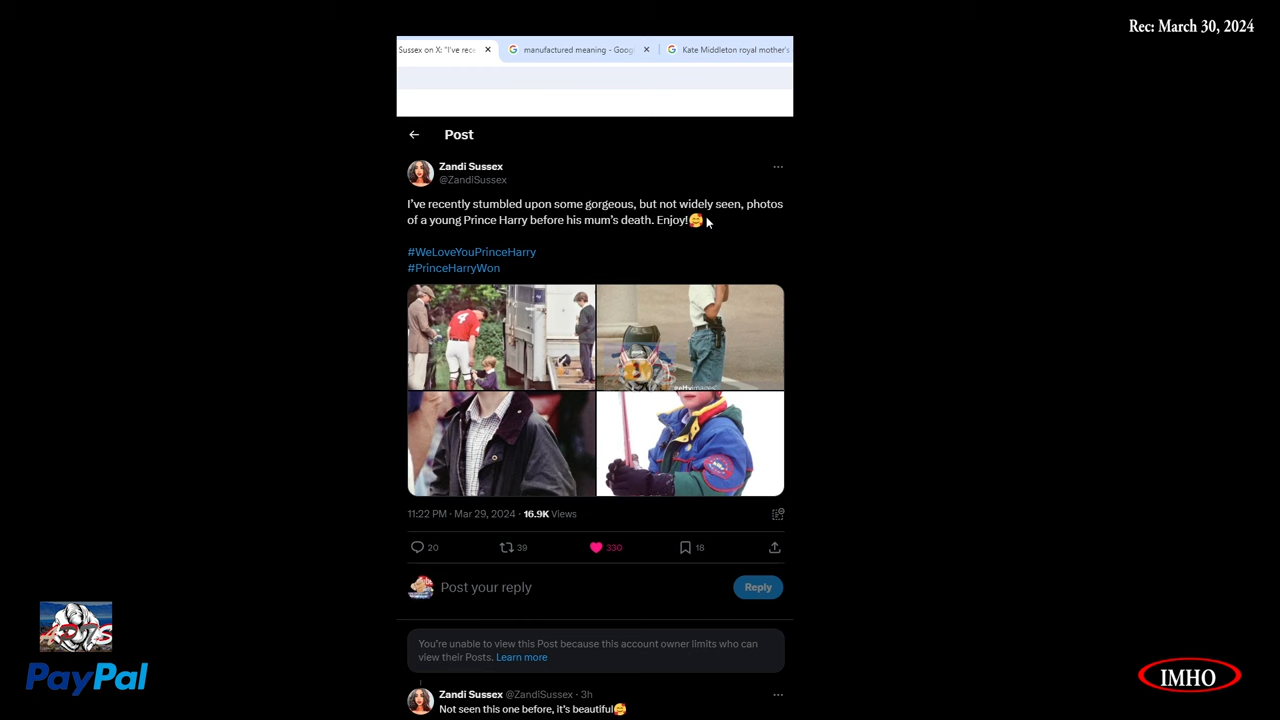 Rec: March 30, 2024
Sussex on X: "I've rece
manufactured meaning - Goog
Kate Middleton royal mother's
Post
Zandi Sussex
@ZandiSussex
I've recently stumbled upon some gorgeous, but not widely seen, photos
of a young Prince Harry before his mum's death. Enjoy!🥰
#WeLoveYouPrinceHarry
#PrinceHarryWon
4
gettyimages
11:22 PM · Mar 29, 2024 · 16.9K Views
20 39 330 18
Post your reply
Reply
You're unable to view this Post because this account owner limits who can
view their Posts. Learn more
Zandi Sussex @ZandiSussex · 3h
Not seen this one before, it's beautiful🥰
PayPal
IMHO